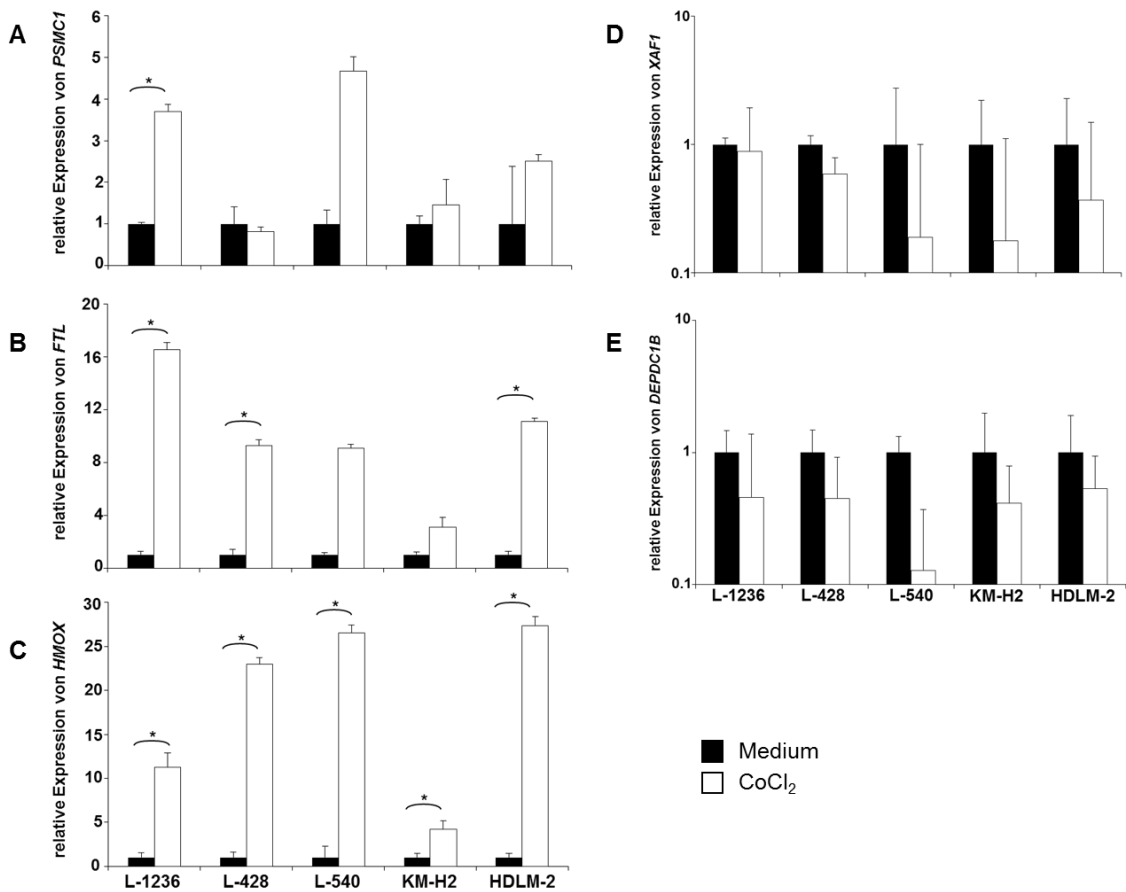 A
relative Expression von PSMC1
6
5
4
3
2
1
0
*
B
relative Expression von FTL
20
16
12
8
4
0
*
*
*
C
relative Expression von HMOX
30
25
20
15
10
5
0
*
*
*
*
*
L-1236 L-428 L-540 KM-H2 HDLM-2
D
relative Expression von XAF1
10
1
0.1
E
relative Expression von DEPDC1B
10
1
0.1
L-1236 L-428 L-540 KM-H2 HDLM-2
Medium
CoCl₂